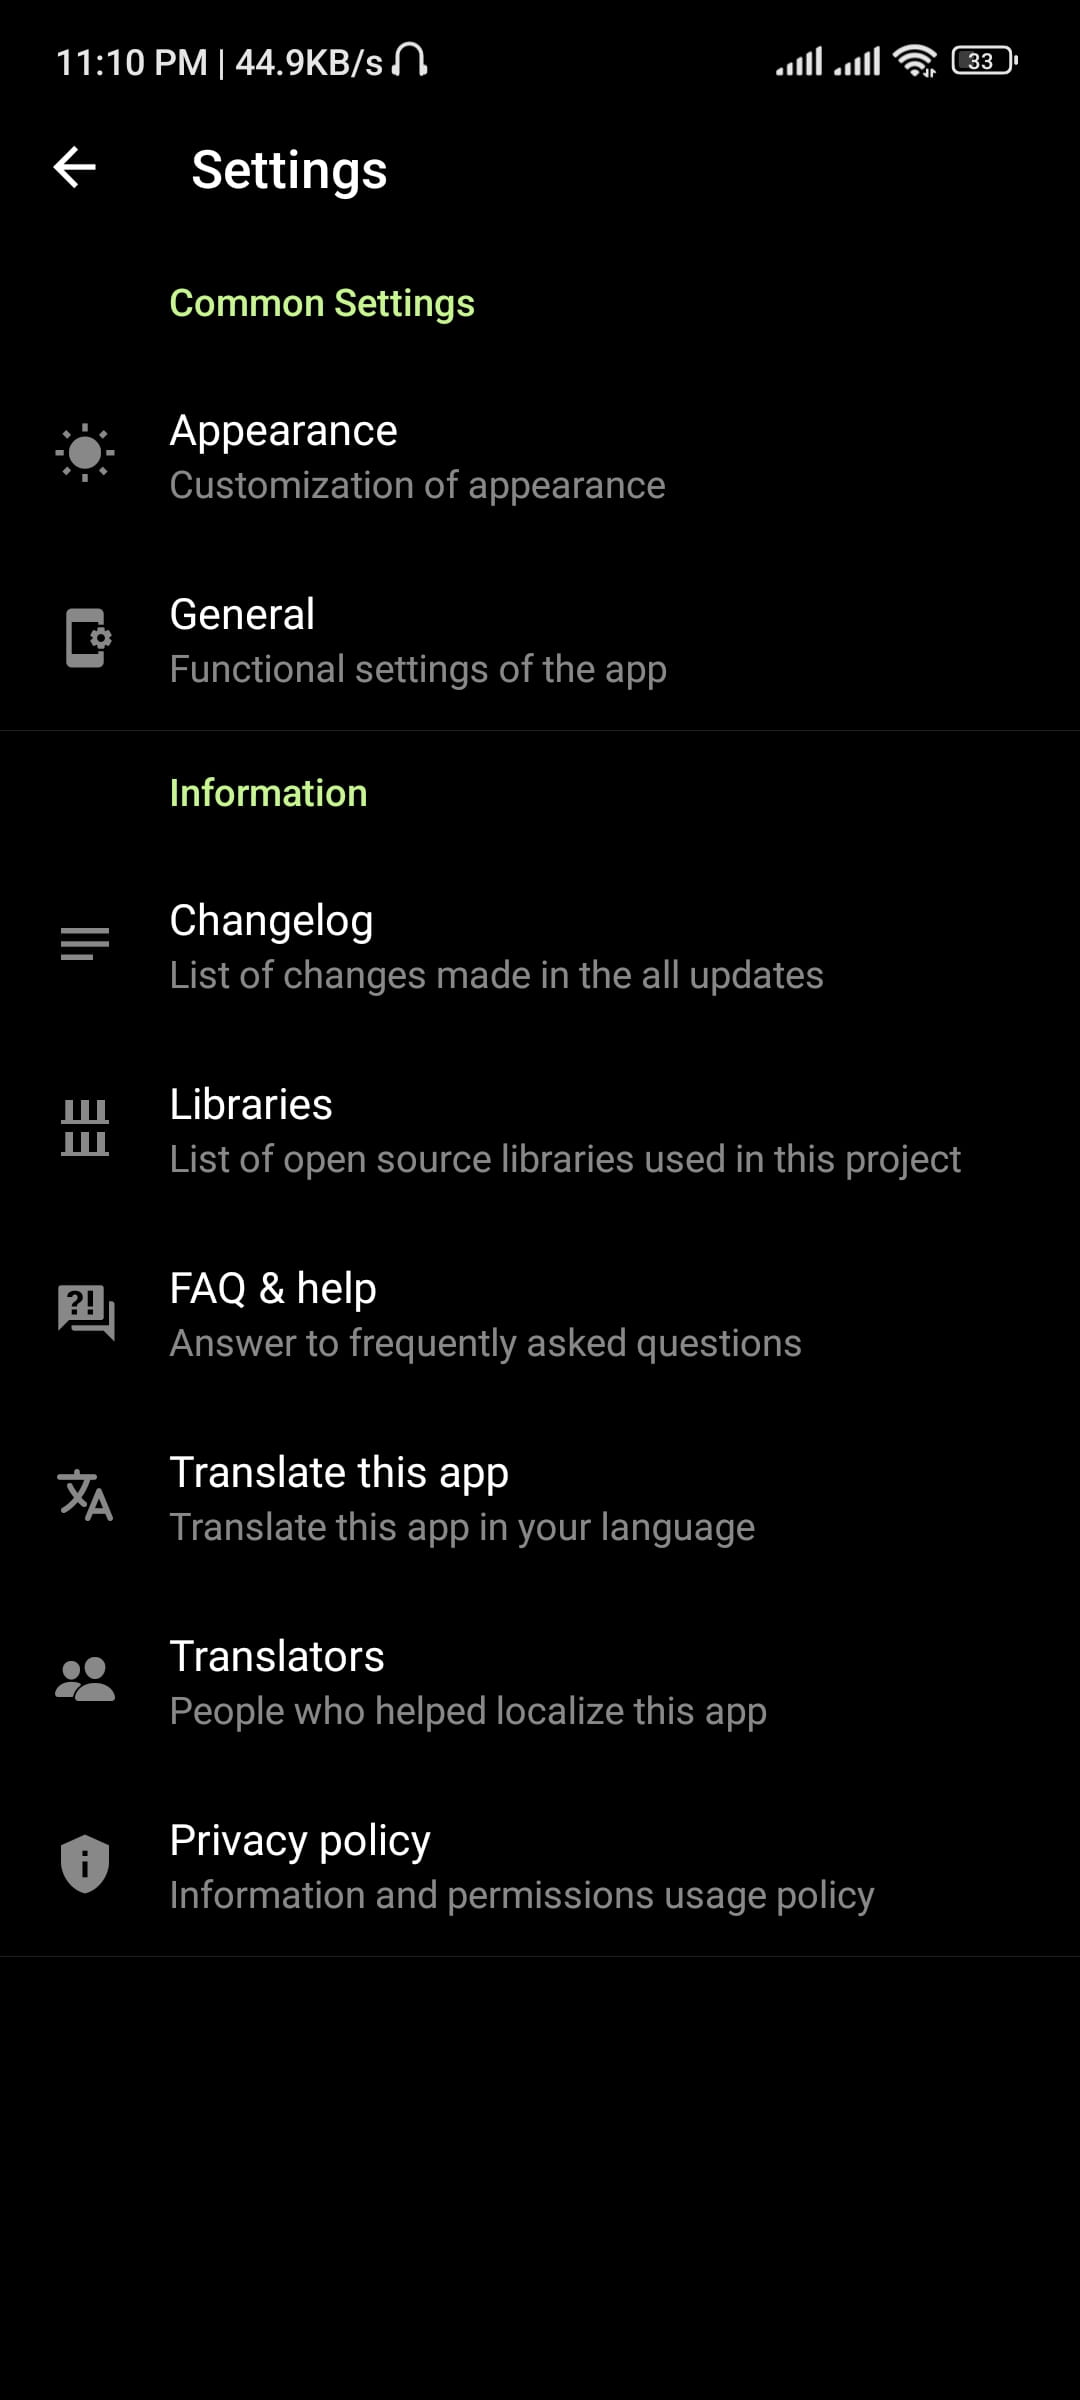 11:10 PM | 44.9KB/s
33
Settings
Common Settings
Appearance
Customization of appearance
General
Functional settings of the app
Information
Changelog
List of changes made in the all updates
Libraries
List of open source libraries used in this project
FAQ & help
Answer to frequently asked questions
Translate this app
Translate this app in your language
Translators
People who helped localize this app
Privacy policy
Information and permissions usage policy